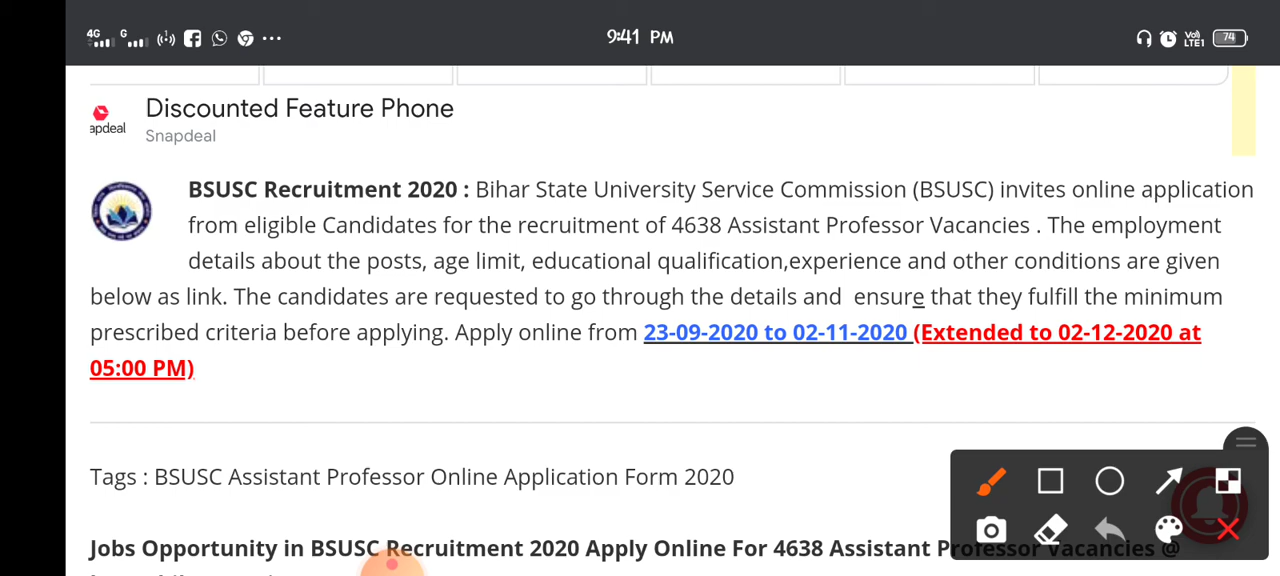 4G G 9:41 PM Vo) LTE1 74
Discounted Feature Phone
apdeal Snapdeal
BSUSC Recruitment 2020 : Bihar State University Service Commission (BSUSC) invites online application
from eligible Candidates for the recruitment of 4638 Assistant Professor Vacancies . The employment
details about the posts, age limit, educational qualification,experience and other conditions are given
below as link. The candidates are requested to go through the details and ensure that they fulfill the minimum
prescribed criteria before applying. Apply online from 23-09-2020 to 02-11-2020 (Extended to 02-12-2020 at
05:00 PM)
Tags : BSUSC Assistant Professor Online Application Form 2020
Jobs Opportunity in BSUSC Recruitment 2020 Apply Online For 4638 Assistant Professor Vacancies @